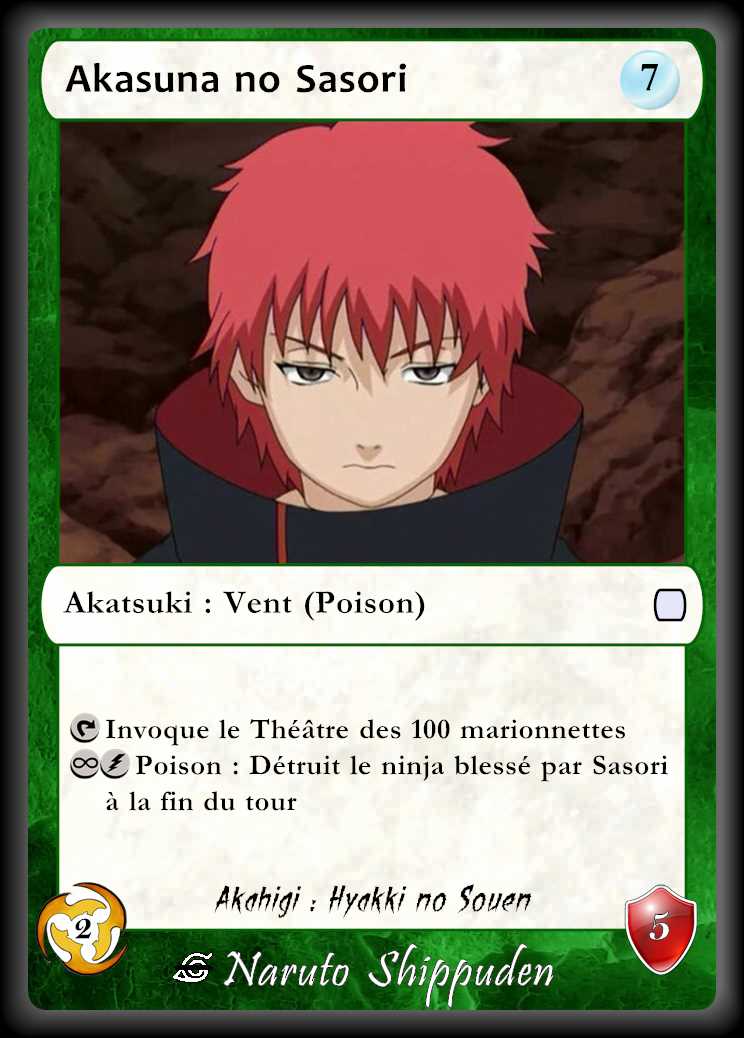 Akasuna no Sasori 7
Akatsuki : Vent (Poison)
Invoque le Théâtre des 100 marionnettes
Poison : Détruit le ninja blessé par Sasori
à la fin du tour
Akahigi : Hyakki no Souen
2
5
Naruto Shippuden